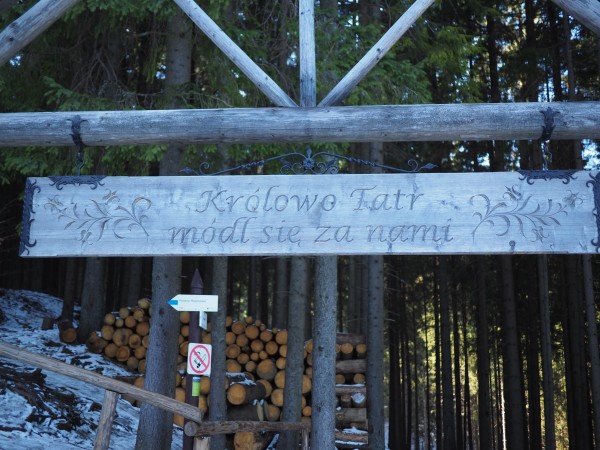 Królowo Tatr
módl się za nami